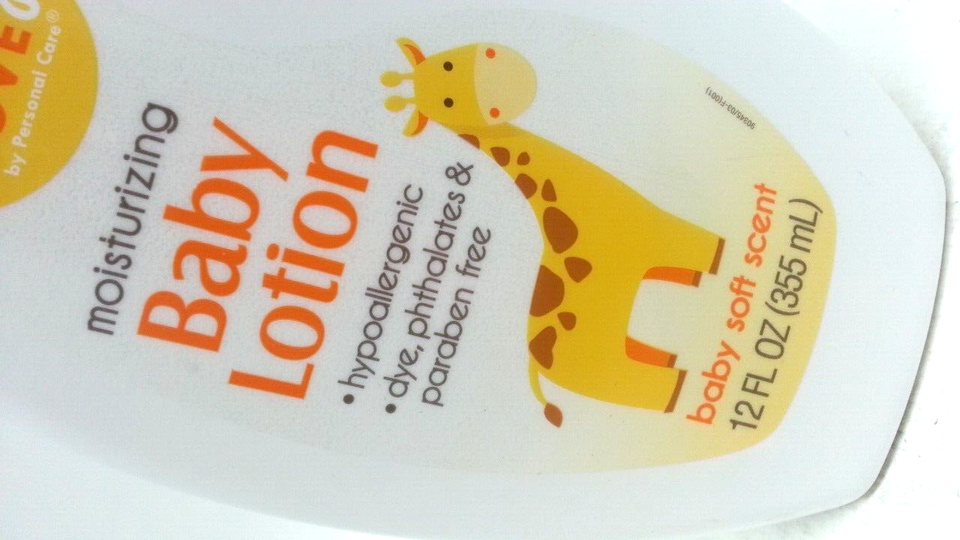 by Personal Care®
moisturizing
Baby
Lotion
• hypoallergenic
• dye, phthalates &
paraben free
baby soft scent
12 FL OZ (355 mL)